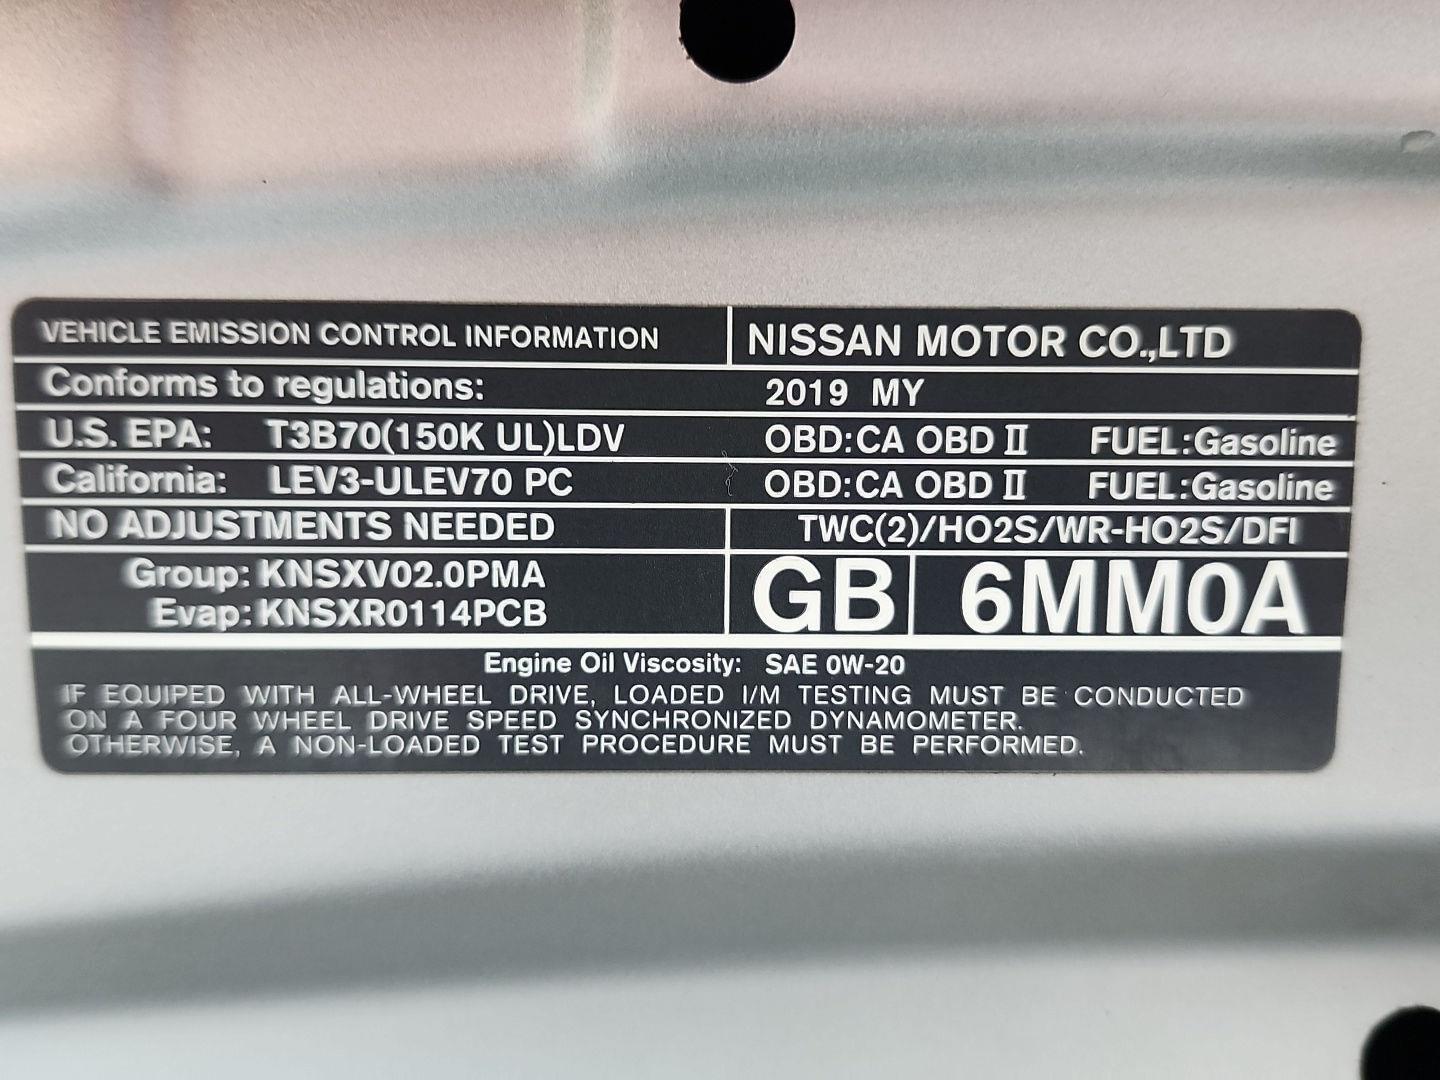 VEHICLE EMISSION CONTROL INFORMATION NISSAN MOTOR CO.,LTD
Conforms to regulations: 2019 MY
U.S. EPA: T3B70(150K UL)LDV OBD:CA OBD II FUEL:Gasoline
California: LEV3-ULEV70 PC OBD:CA OBD II FUEL:Gasoline
NO ADJUSTMENTS NEEDED TWC(2)/HO2S/WR-HO2S/DFI
Group: KNSXV02.0PMA
Evap: KNSXR0114PCB
GB 6MM0A
Engine Oil Viscosity: SAE 0W-20
IF EQUIPED WITH ALL-WHEEL DRIVE, LOADED I/M TESTING MUST BE CONDUCTED
ON A FOUR WHEEL DRIVE SPEED SYNCHRONIZED DYNAMOMETER.
OTHERWISE, A NON-LOADED TEST PROCEDURE MUST BE PERFORMED.